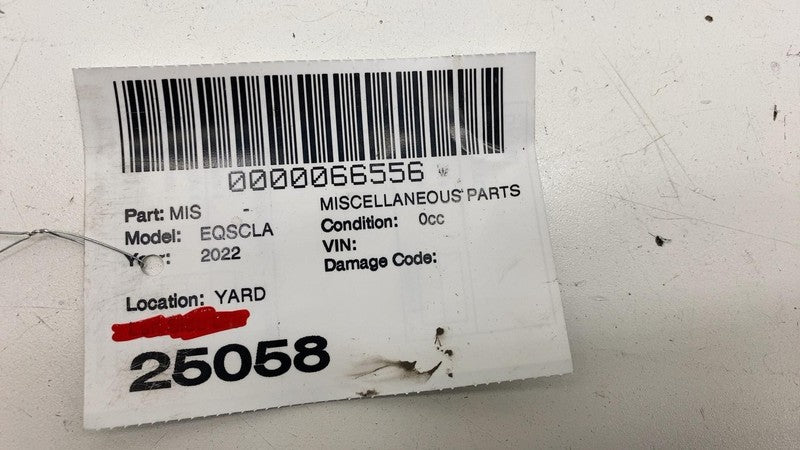 0000066556
Part: MIS - MISCELLANEOUS PARTS
Model: EQSCLA Condition: 0cc
Year: 2022 VIN:
Damage Code:
Location: YARD
25058